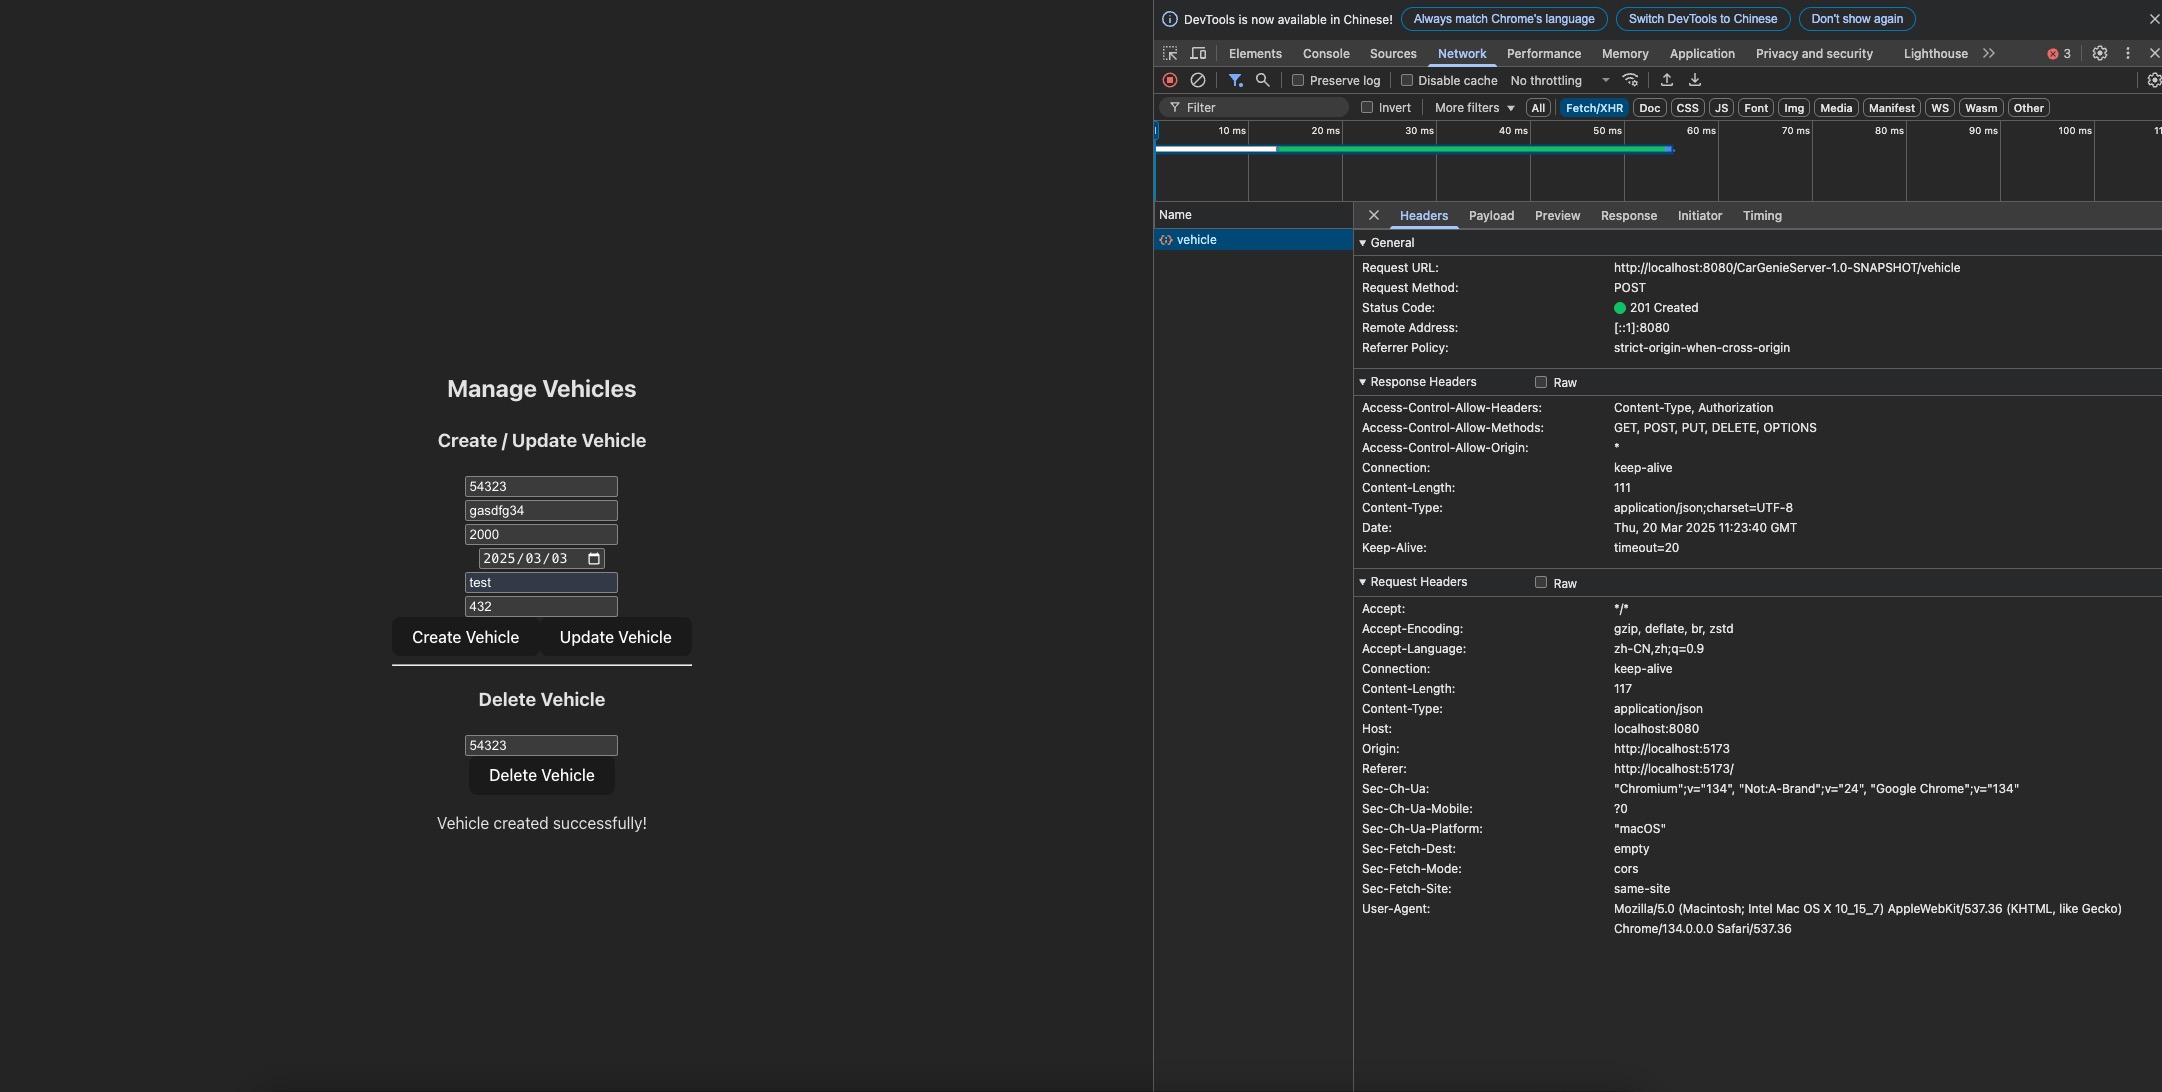 Manage Vehicles
Create / Update Vehicle
54323
gasdfg34
2000
2025/03/03
test
432
Create Vehicle Update Vehicle
Delete Vehicle
54323
Delete Vehicle
Vehicle created successfully!
DevTools is now available in Chinese! Always match Chrome's language Switch DevTools to Chinese Don't show again
Elements Console Sources Network Performance Memory Application Privacy and security Lighthouse 3
Preserve log Disable cache No throttling
Filter Invert More filters All Fetch/XHR Doc CSS JS Font Img Media Manifest WS Wasm Other
10 ms 20 ms 30 ms 40 ms 50 ms 60 ms 70 ms 80 ms 90 ms 100 ms 11
Name
vehicle
Headers Payload Preview Response Initiator Timing
General
Request URL: http://localhost:8080/CarGenieServer-1.0-SNAPSHOT/vehicle
Request Method: POST
Status Code: 201 Created
Remote Address: [::1]:8080
Referrer Policy: strict-origin-when-cross-origin
Response Headers Raw
Access-Control-Allow-Headers: Content-Type, Authorization
Access-Control-Allow-Methods: GET, POST, PUT, DELETE, OPTIONS
Access-Control-Allow-Origin: *
Connection: keep-alive
Content-Length: 111
Content-Type: application/json;charset=UTF-8
Date: Thu, 20 Mar 2025 11:23:40 GMT
Keep-Alive: timeout=20
Request Headers Raw
Accept: */*
Accept-Encoding: gzip, deflate, br, zstd
Accept-Language: zh-CN,zh;q=0.9
Connection: keep-alive
Content-Length: 117
Content-Type: application/json
Host: localhost:8080
Origin: http://localhost:5173
Referer: http://localhost:5173/
Sec-Ch-Ua: "Chromium";v="134", "Not:A-Brand";v="24", "Google Chrome";v="134"
Sec-Ch-Ua-Mobile: ?0
Sec-Ch-Ua-Platform: "macOS"
Sec-Fetch-Dest: empty
Sec-Fetch-Mode: cors
Sec-Fetch-Site: same-site
User-Agent: Mozilla/5.0 (Macintosh; Intel Mac OS X 10_15_7) AppleWebKit/537.36 (KHTML, like Gecko)
Chrome/134.0.0.0 Safari/537.36